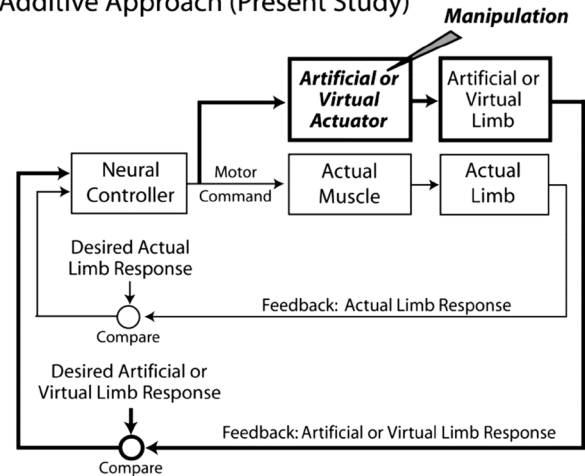 Additive Approach (Present Study)
Manipulation
Artificial or
Virtual
Actuator
Artificial or
Virtual
Limb
Neural
Controller
Motor
Command
Actual
Muscle
Actual
Limb
Desired Actual
Limb Response
Feedback: Actual Limb Response
Compare
Desired Artificial or
Virtual Limb Response
Feedback: Artificial or Virtual Limb Response
Compare